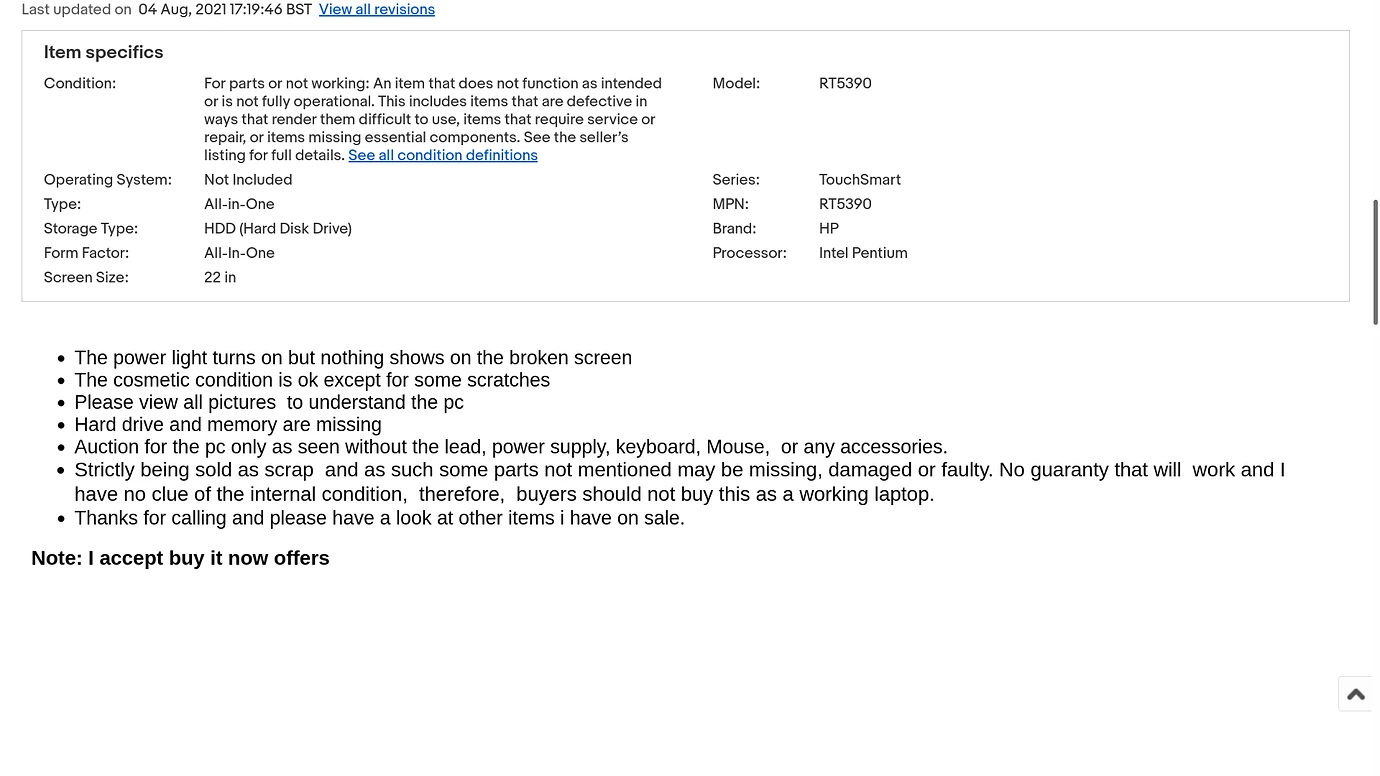 Last updated on 04 Aug, 2021 17:19:46 BST View all revisions
Item specifics
Condition: For parts or not working: An item that does not function as intended
or is not fully operational. This includes items that are defective in
ways that render them difficult to use, items that require service or
repair, or items missing essential components. See the seller’s
listing for full details. See all condition definitions
Model: RT5390
Operating System: Not Included
Series: TouchSmart
Type: All-in-One
MPN: RT5390
Storage Type: HDD (Hard Disk Drive)
Brand: HP
Form Factor: All-In-One
Processor: Intel Pentium
Screen Size: 22 in
• The power light turns on but nothing shows on the broken screen
• The cosmetic condition is ok except for some scratches
• Please view all pictures  to understand the pc
• Hard drive and memory are missing
• Auction for the pc only as seen without the lead, power supply, keyboard, Mouse,  or any accessories.
• Strictly being sold as scrap  and as such some parts not mentioned may be missing, damaged or faulty. No guaranty that will  work and I
have no clue of the internal condition,  therefore,  buyers should not buy this as a working laptop.
• Thanks for calling and please have a look at other items i have on sale.
Note: I accept buy it now offers